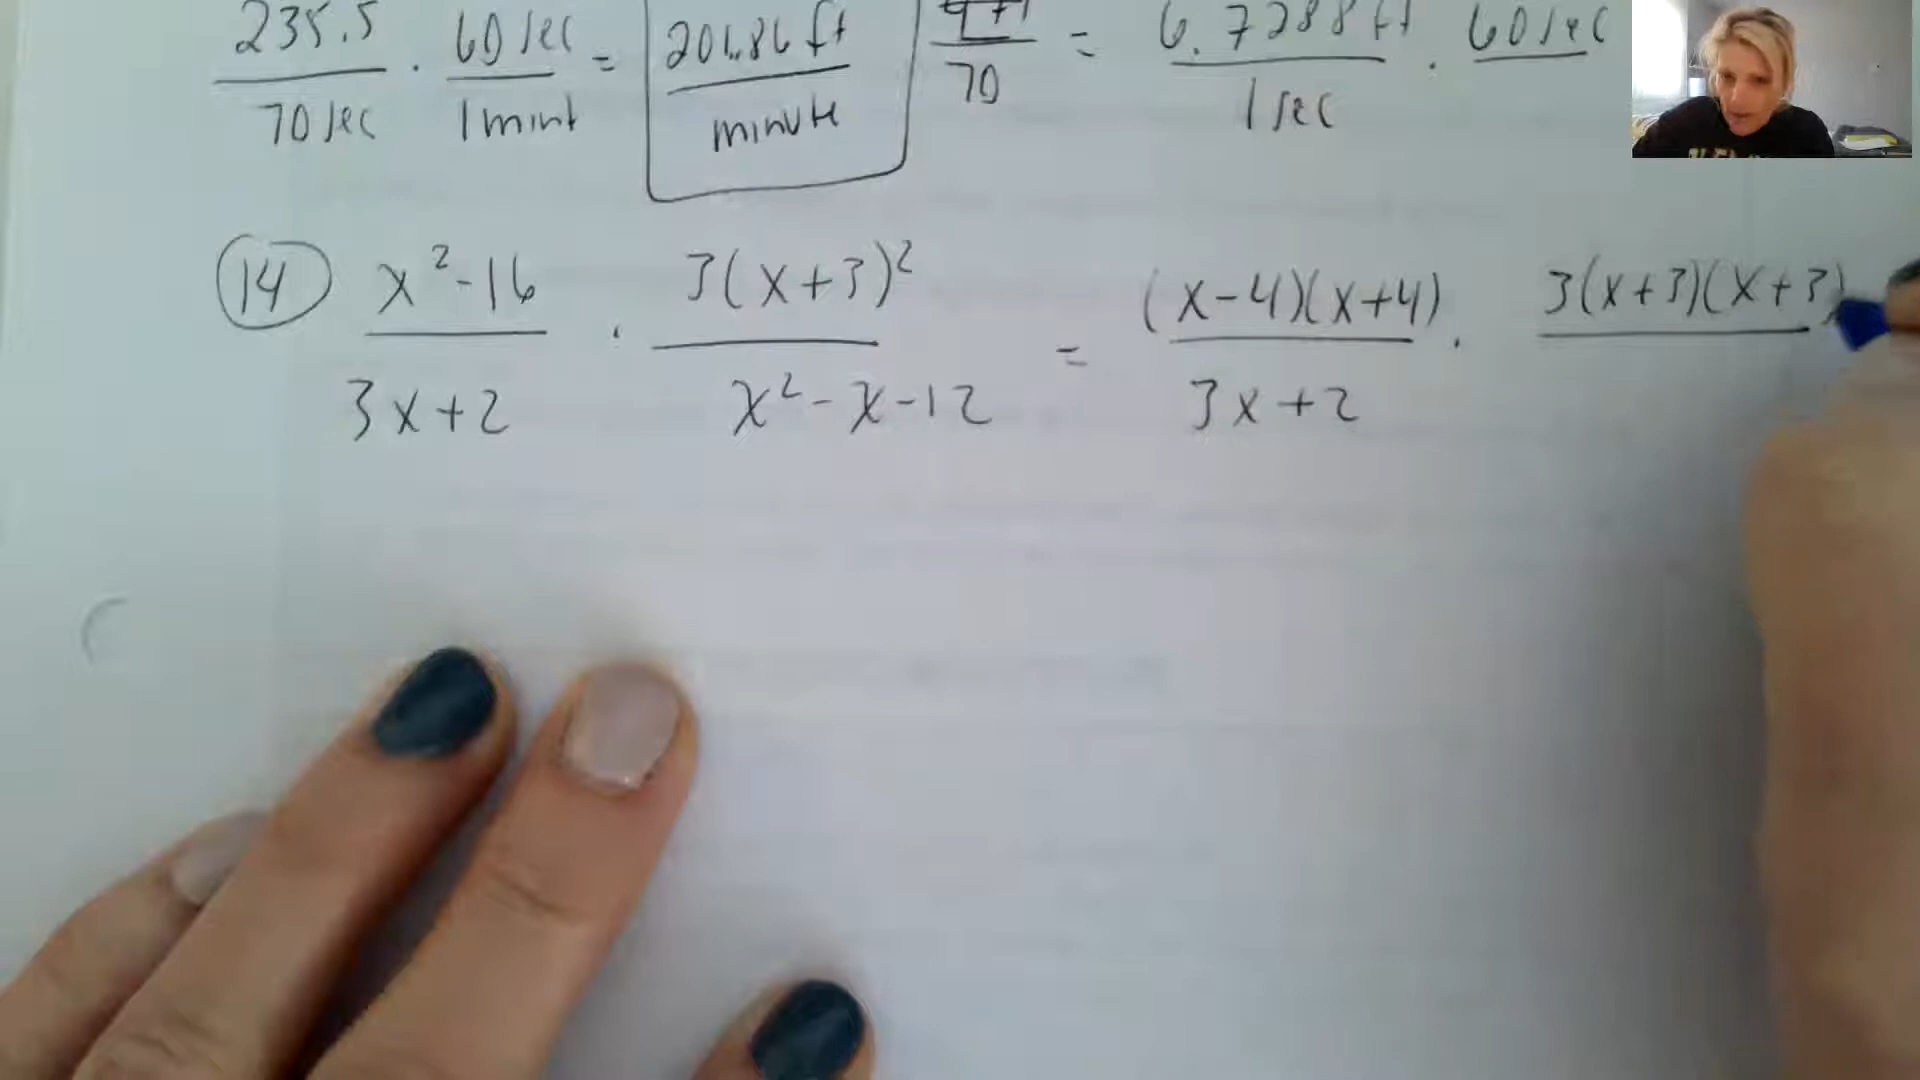 235.5 / 70 sec · 60 sec / 1 mint = 201.86 ft / minute
70 = 6.7288 ft / 1 sec · 60 sec
14 x² - 16 / 3x + 2 · 3(x + 3)² / x² - x - 12 = (x - 4)(x + 4) / 3x + 2 · 3(x + 3)(x + 3)